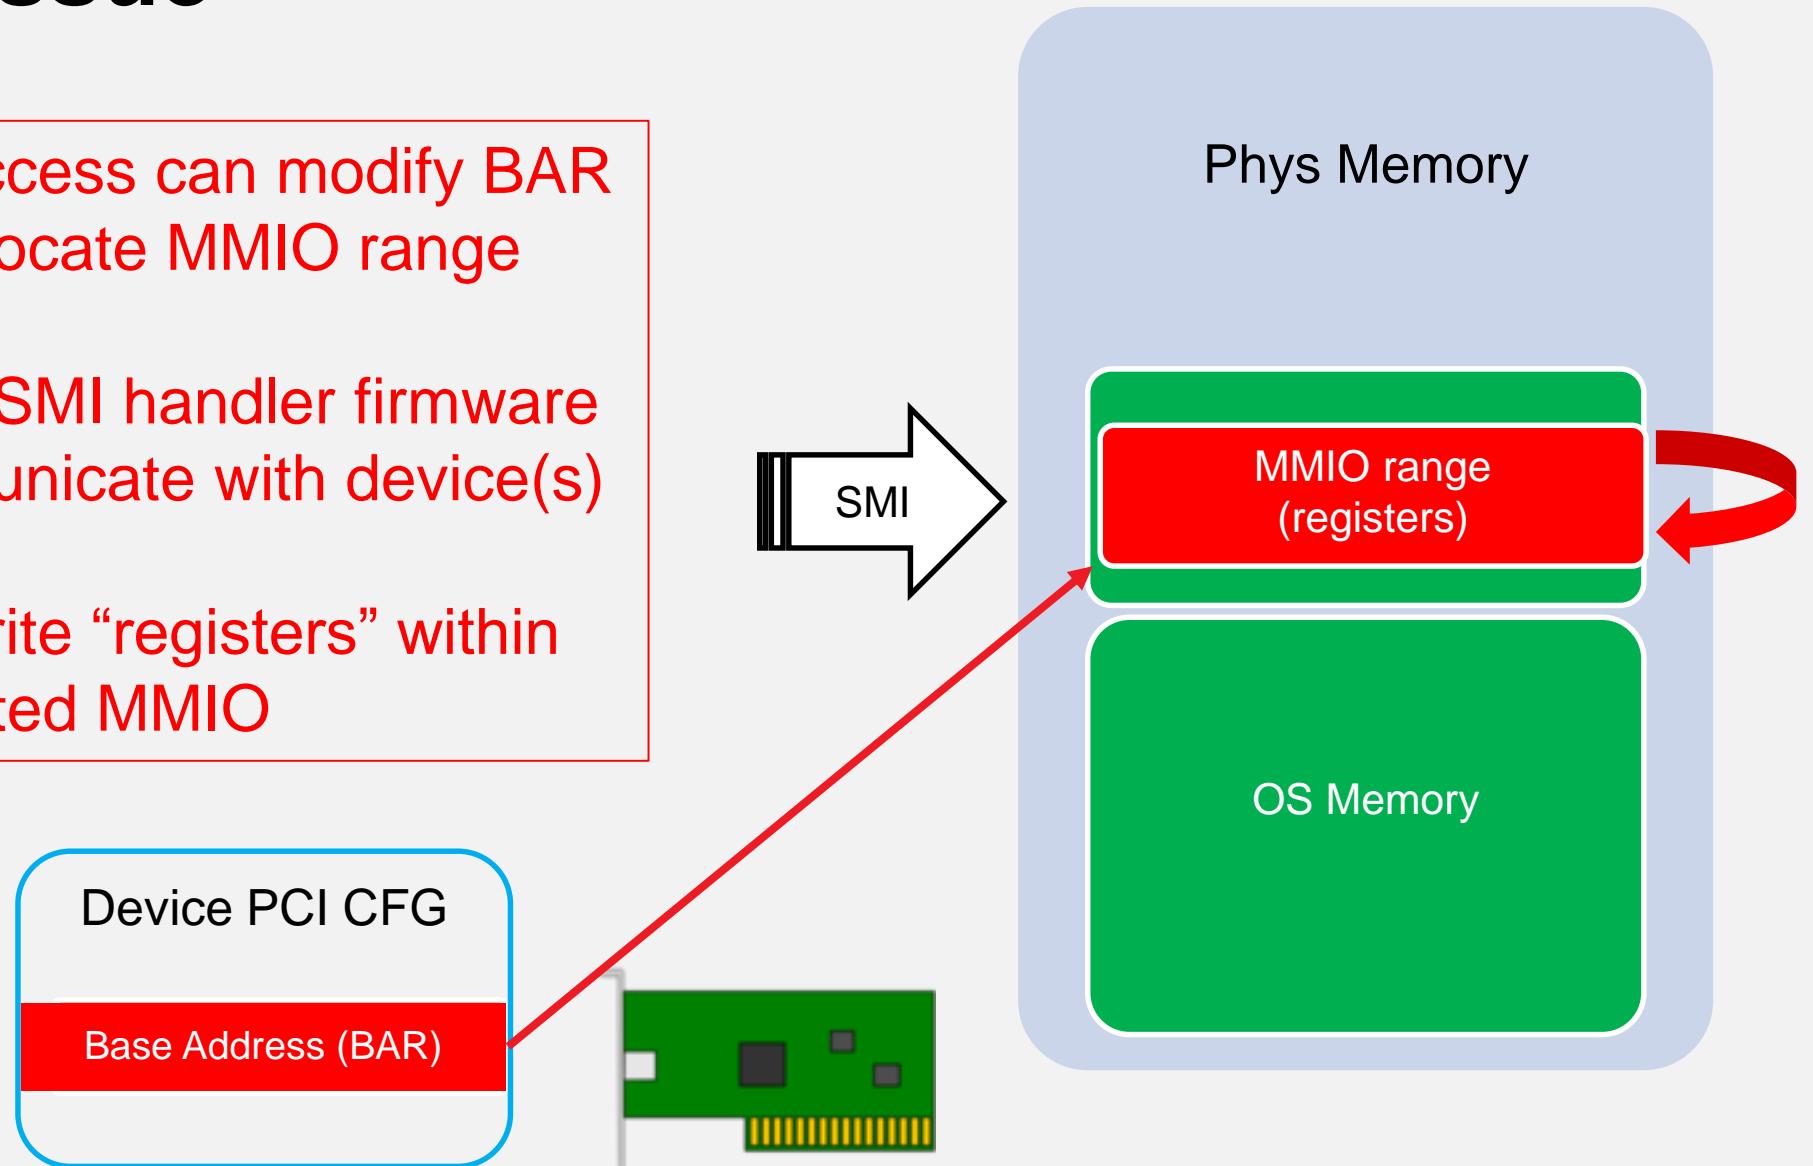 ccess can modify BAR
ocate MMIO range
SMI handler firmware
unicate with device(s)
rite “registers” within
ted MMIO
Phys Memory
SMI
MMIO range
(registers)
OS Memory
Device PCI CFG
Base Address (BAR)